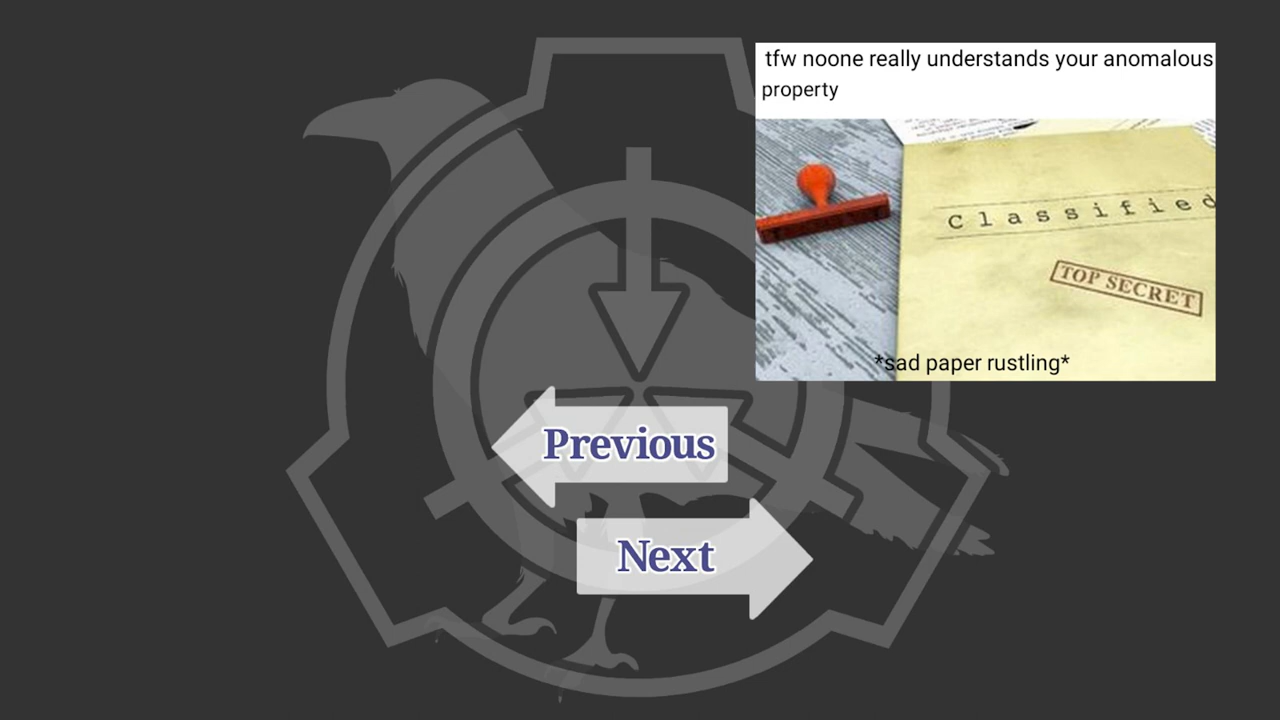 tfw noone really understands your anomalous
property
Classified
TOP SECRET
*sad paper rustling*
Previous
Next